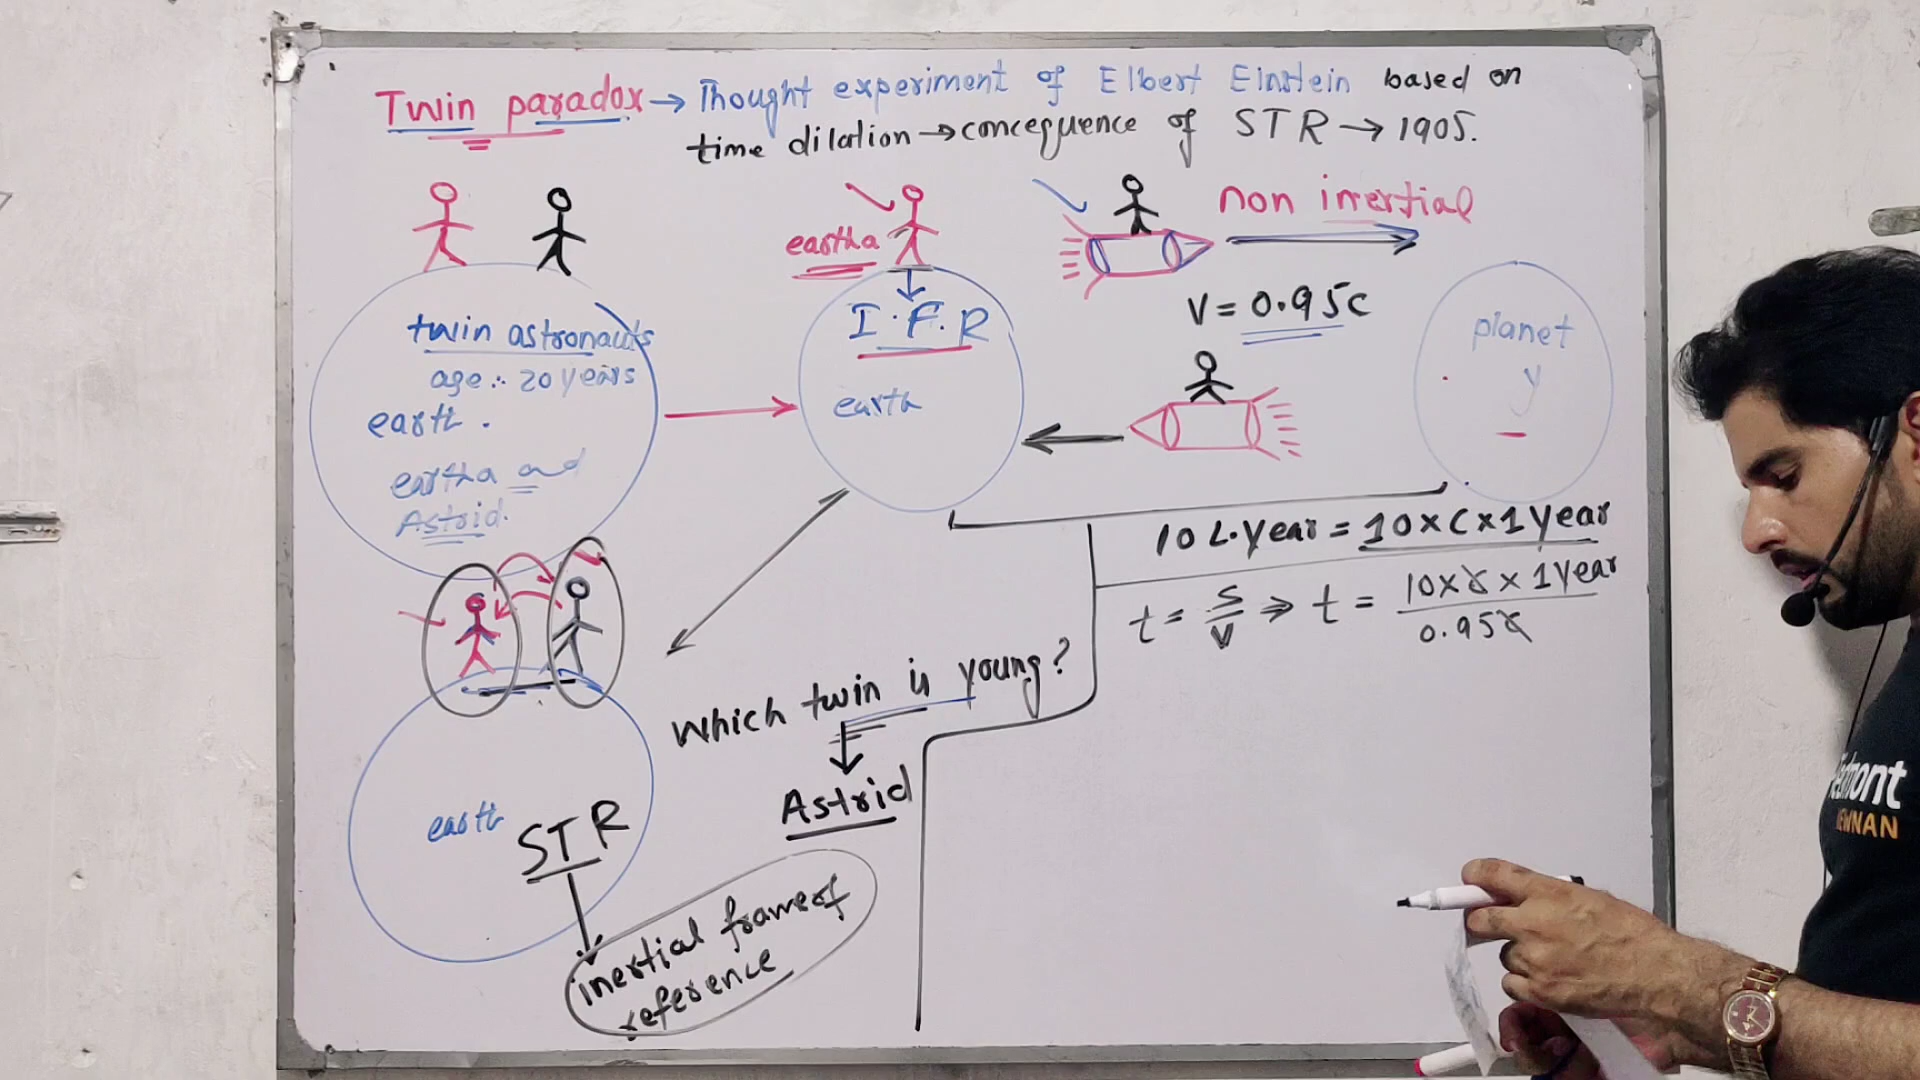 Twin paradox → Thought experiment of Elbert Einstein based on
time dilation → concequence of STR → 1905.
eartha
non inertial
I.F.R
V = 0.95c
twin astronauts
age :- 20 years
earth .
eartha and
Astrid.
earth
planet
y
10 L.Year = 10 x C x 1 Year
t = S/V ⇒ t = 10 x c x 1 Year / 0.95c
Which twin is young?
Astrid
earth
STR
inertial frame of
reference
NEWNAN